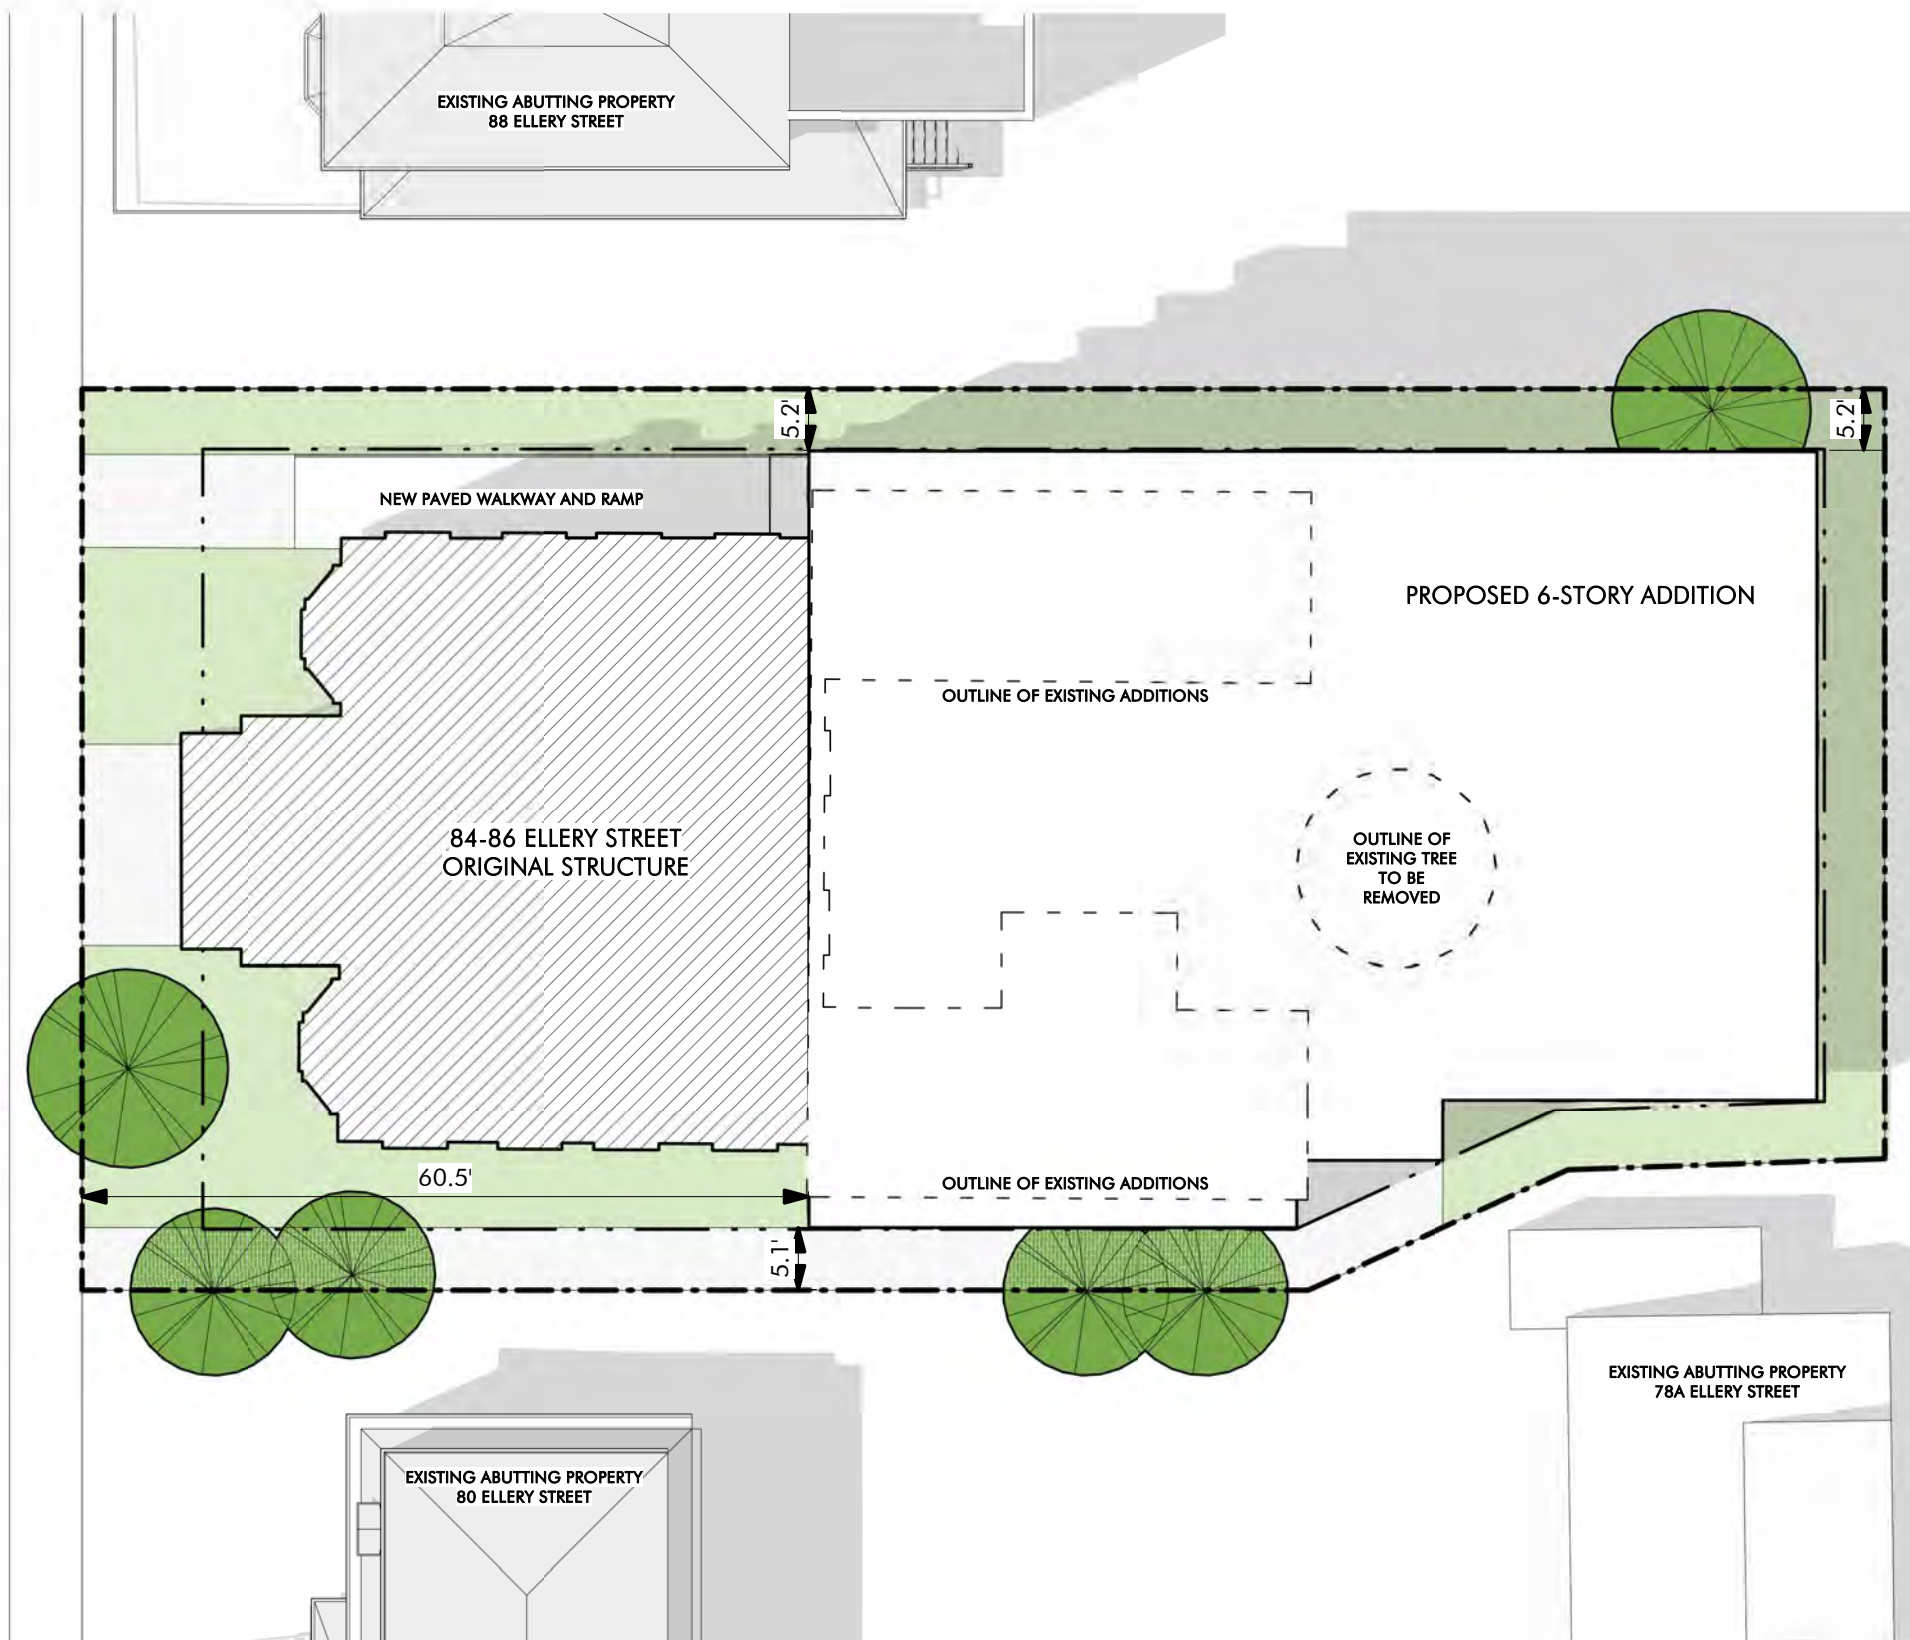 EXISTING ABUTTING PROPERTY
88 ELLERY STREET
5.2'
5.2'
NEW PAVED WALKWAY AND RAMP
PROPOSED 6-STORY ADDITION
OUTLINE OF EXISTING ADDITIONS
84-86 ELLERY STREET
ORIGINAL STRUCTURE
OUTLINE OF
EXISTING TREE
TO BE
REMOVED
60.5'
OUTLINE OF EXISTING ADDITIONS
5.1'
EXISTING ABUTTING PROPERTY
78A ELLERY STREET
EXISTING ABUTTING PROPERTY
80 ELLERY STREET